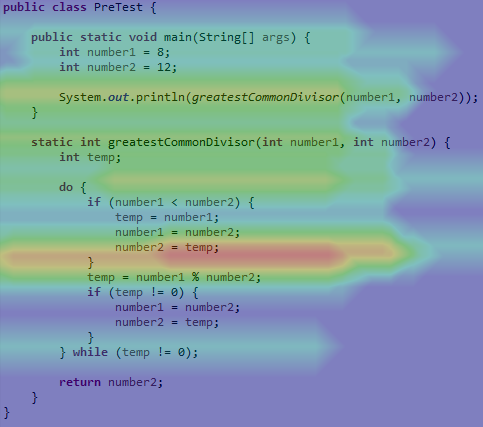 public class PreTest {
public static void main(String[] args) {
int number1 = 8;
int number2 = 12;
System.out.println(greatestCommonDivisor(number1, number2));
}
static int greatestCommonDivisor(int number1, int number2) {
int temp;
do {
if (number1 < number2) {
temp = number1;
number1 = number2;
number2 = temp;
}
temp = number1 % number2;
if (temp != 0) {
number1 = number2;
number2 = temp;
}
} while (temp != 0);
return number2;
}
}